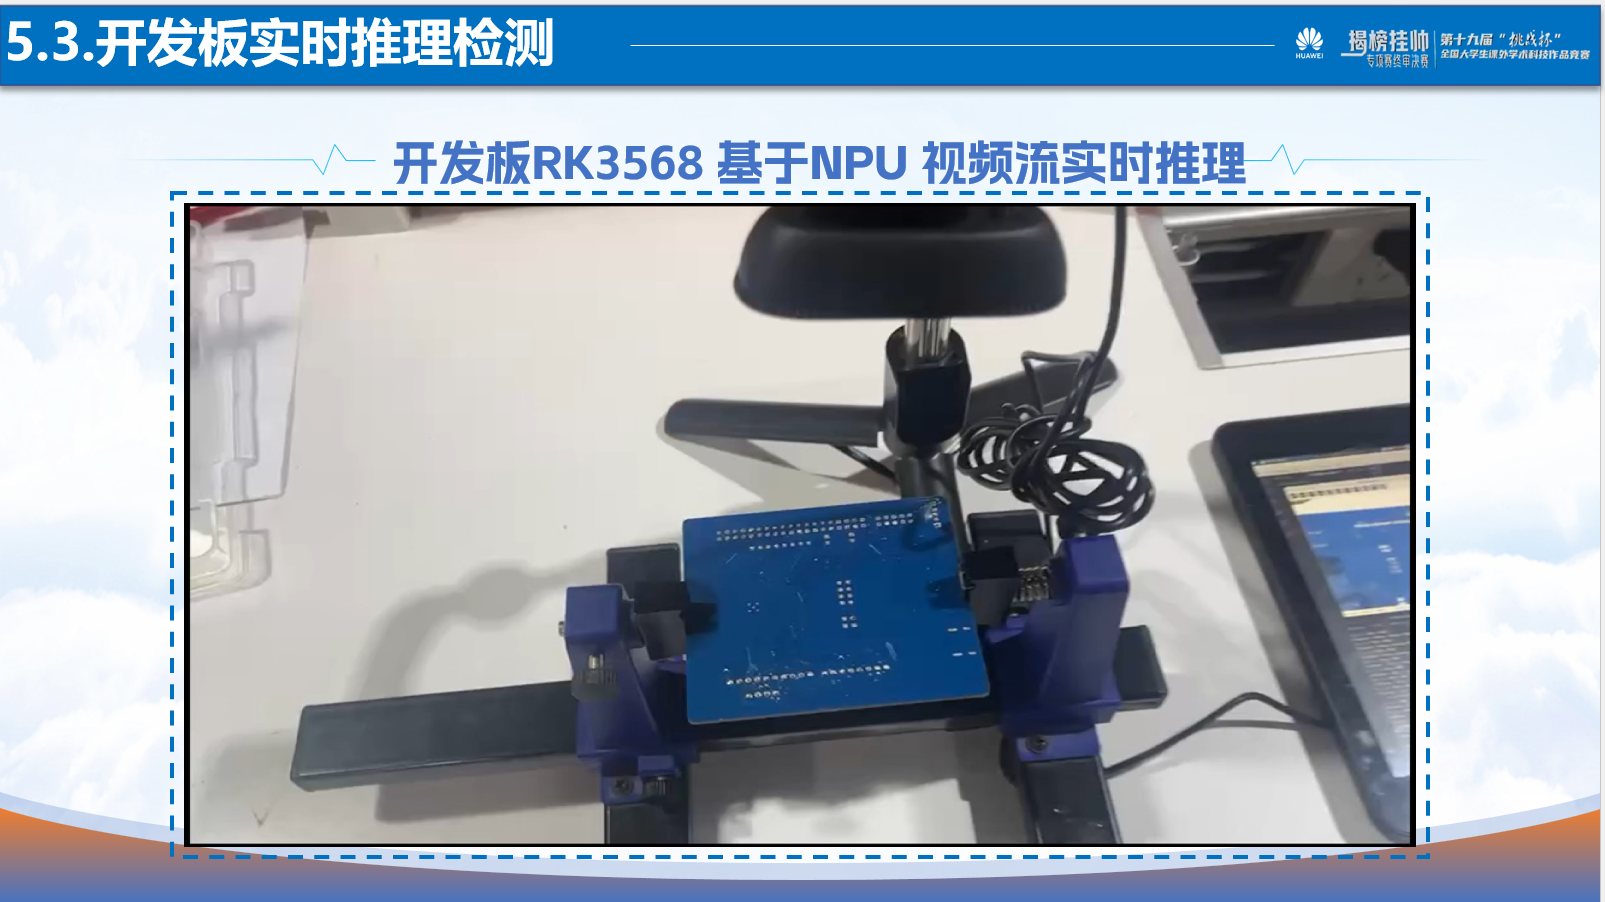 5.3.开发板实时推理检测
HUAWEI
揭榜挂帅
专项赛终审决赛
第十九届“挑战杯”
全国大学生课外学术科技作品竞赛
开发板RK3568 基于NPU 视频流实时推理